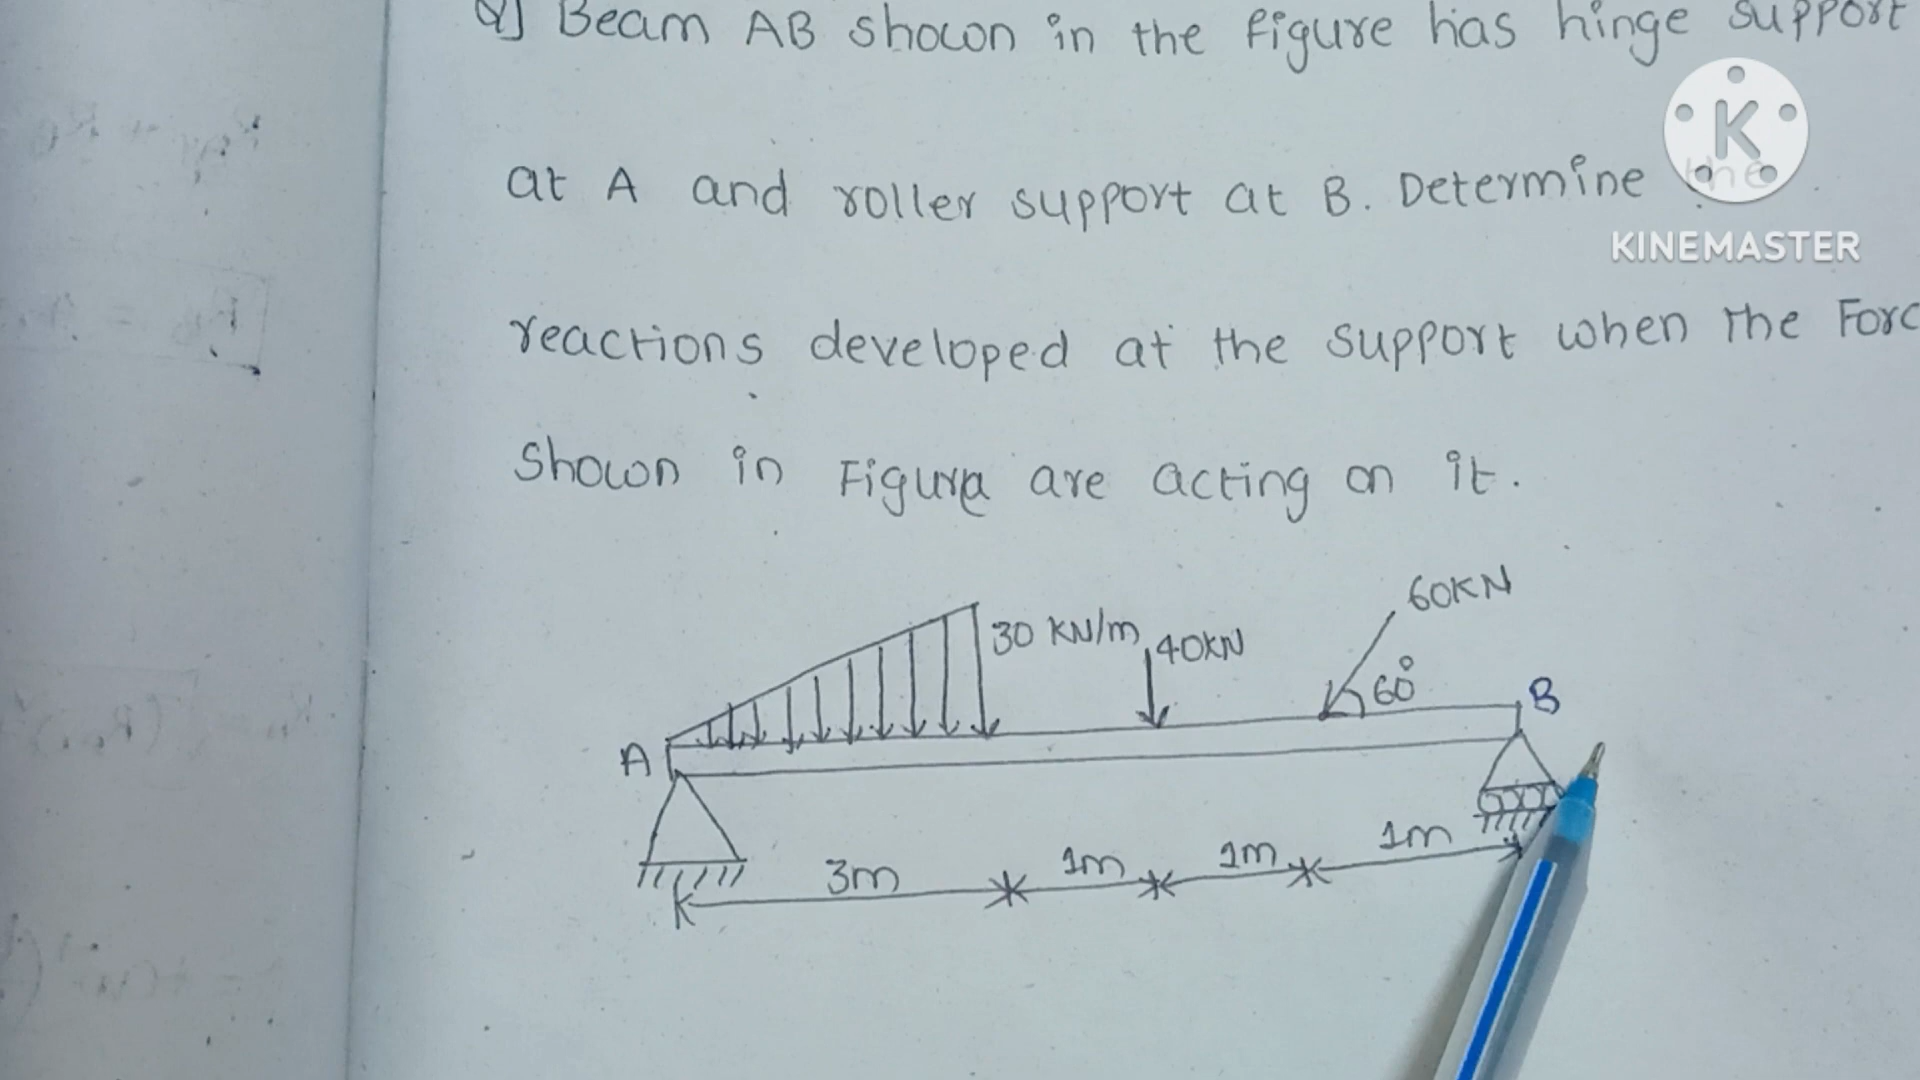 Q] Beam AB shown in the figure has hinge support
at A and roller support at B. Determine the
reactions developed at the support when the Forc
shown in Figure are acting on it.
60KN
30 KN/m
40KN
60°
A
B
3m
1m
1m
1m
K
KINEMASTER